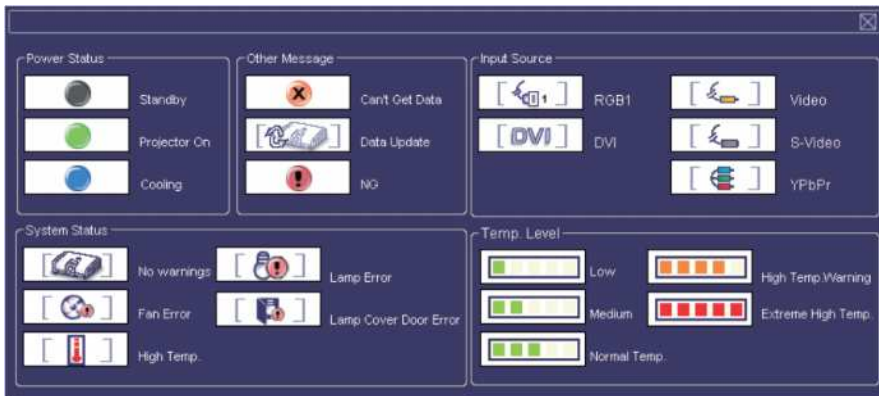 Power Status
Standby
Projector On
Cooling
Other Message
Can't Get Data
Data Update
NG
Input Source
1
RGB1
DVI
DVI
Video
S-Video
YPbPr
System Status
No warnings
Fan Error
High Temp.
Lamp Error
Lamp Cover Door Error
Temp. Level
Low
Medium
Normal Temp.
High Temp.Warning
Extreme High Temp.